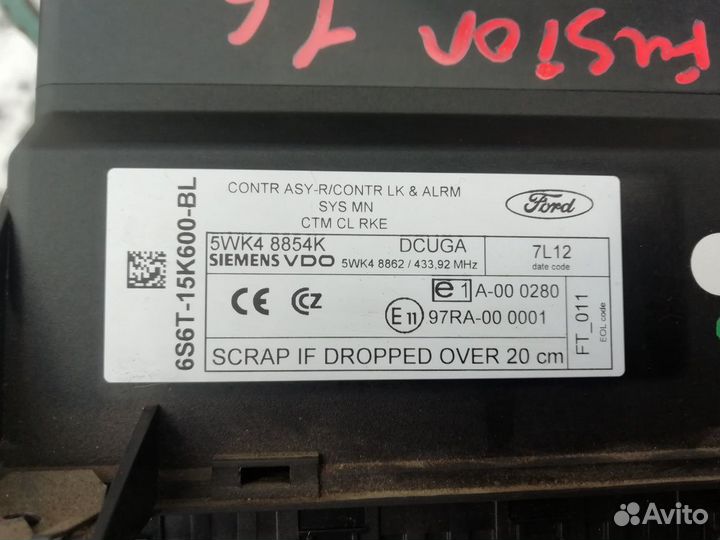 Fusion 1.6
6S6T-15K600-BL
CONTR ASY-R/CONTR LK & ALRM
SYS MN
CTM CL RKE
Ford
5WK4 8854K DCUGA
SIEMENS VDO 5WK4 8862 / 433,92 MHz
7L12
date code
CE CZ
e1 A-00 0280
E11 97RA-00 0001
FT_011
EOL code
SCRAP IF DROPPED OVER 20 cm
Avito